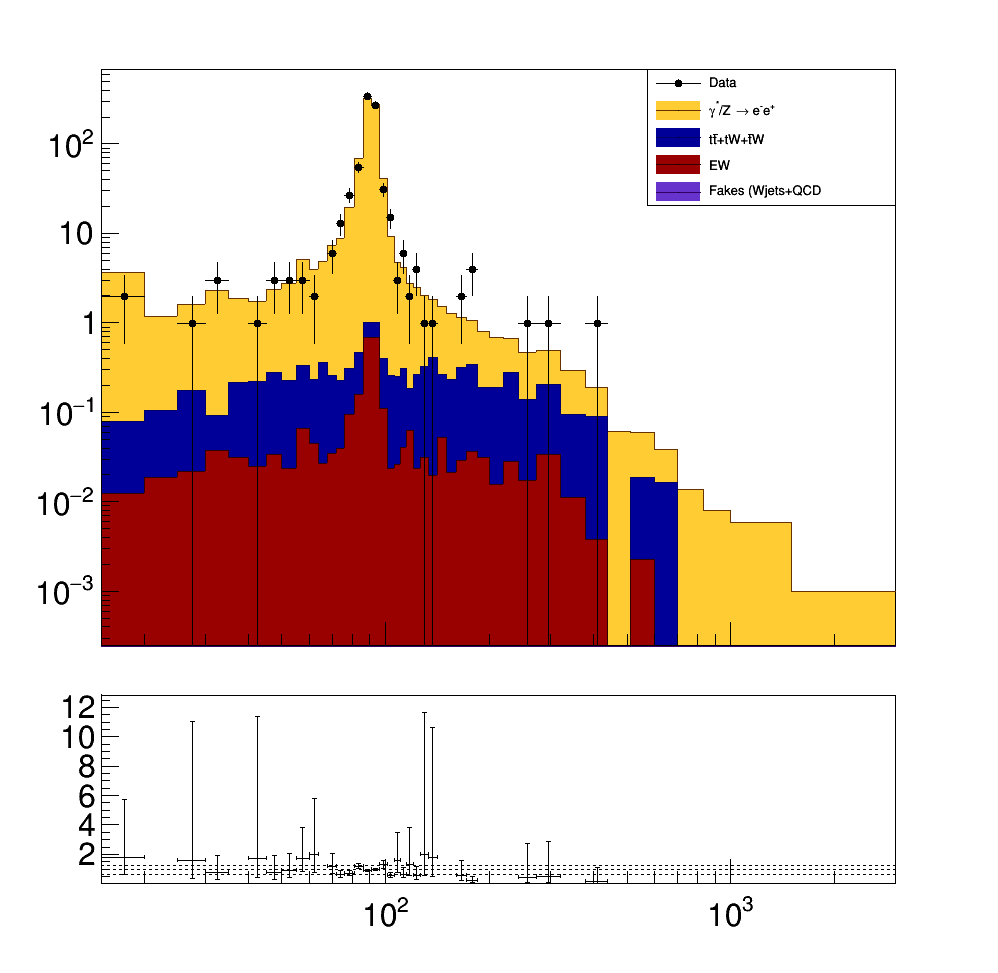 Data
γ*/Z → e⁻e⁺
tt̄+tW+t̄W
EW
Fakes (Wjets+QCD
10²
10
1
10⁻¹
10⁻²
10⁻³
12
10
8
6
4
2
10² 10³